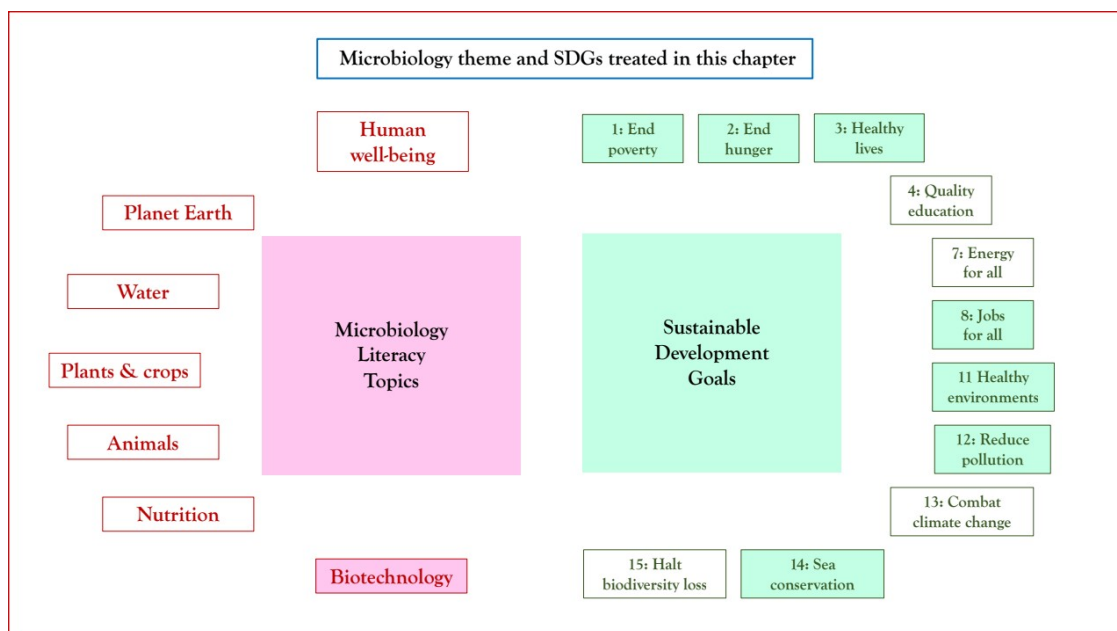 Microbiology theme and SDGs treated in this chapter
Human
well-being
Planet Earth
Water
Plants & crops
Animals
Nutrition
Biotechnology
Microbiology
Literacy
Topics
Sustainable
Development
Goals
1: End
poverty
2: End
hunger
3: Healthy
lives
4: Quality
education
7: Energy
for all
8: Jobs
for all
11 Healthy
environments
12: Reduce
pollution
13: Combat
climate change
14: Sea
conservation
15: Halt
biodiversity loss